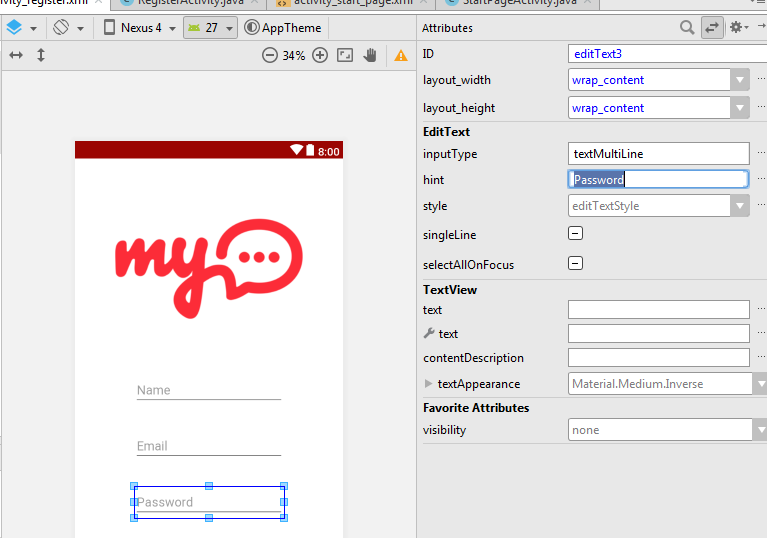 ivity_register.xml RegisterActivity.java activity_start_page.xml StartPageActivity.java
Nexus 4 27 AppTheme Attributes
34%
ID editText3
layout_width wrap_content
layout_height wrap_content
EditText
inputType textMultiLine
hint Password
style editTextStyle
singleLine
selectAllOnFocus
TextView
text
text
contentDescription
textAppearance Material.Medium.Inverse
Favorite Attributes
visibility none
8:00
my
Name
Email
Password